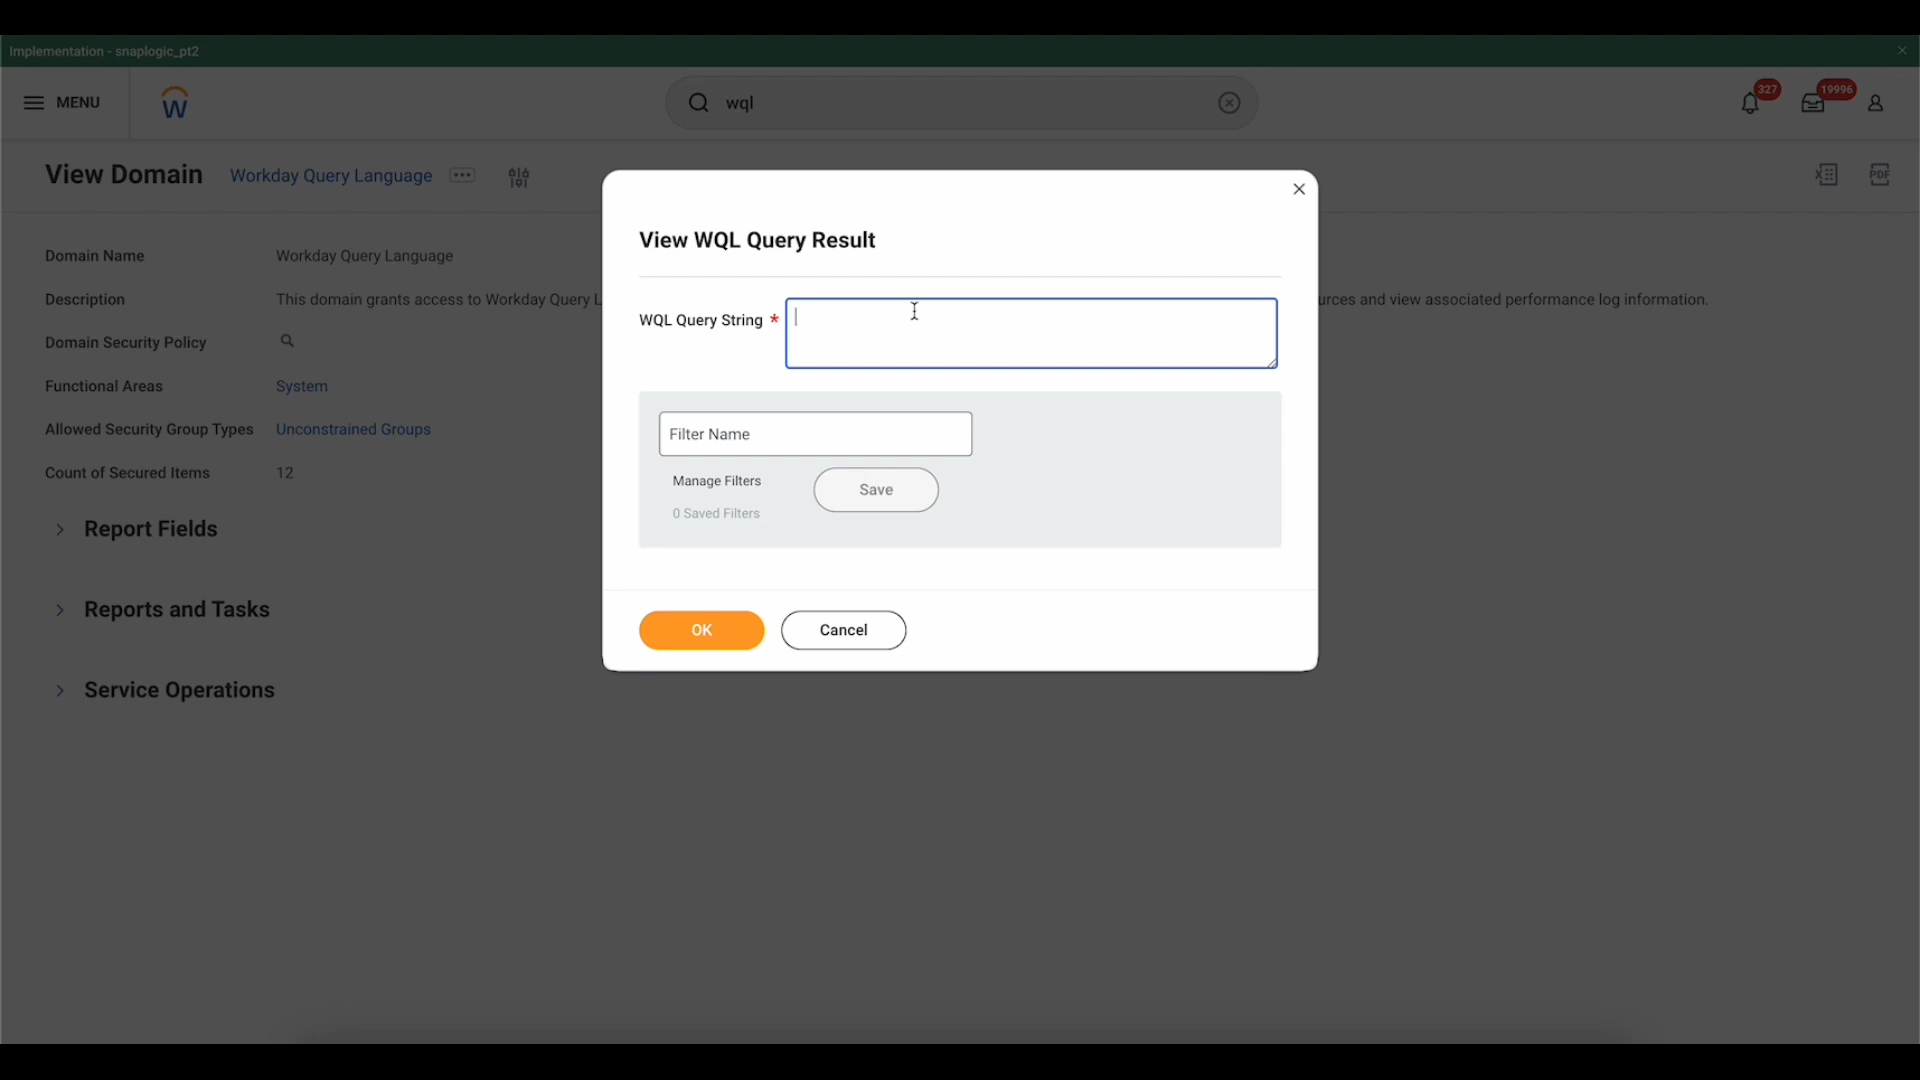 Implementation - snaplogic_pt2
MENU
wql
327
19996
View Domain
Workday Query Language
PDF
Domain Name
Workday Query Language
Description
This domain grants access to Workday Query L
urces and view associated performance log information.
Domain Security Policy
Functional Areas
System
Allowed Security Group Types
Unconstrained Groups
Count of Secured Items
12
Report Fields
Reports and Tasks
Service Operations
View WQL Query Result
WQL Query String *
Filter Name
Manage Filters
Save
0 Saved Filters
OK
Cancel